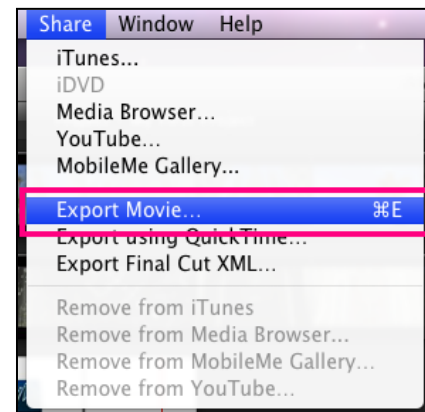 Share Window Help
iTunes...
iDVD
Media Browser...
YouTube...
MobileMe Gallery...
Export Movie... ⌘E
Export using QuickTime...
Export Final Cut XML...
Remove from iTunes
Remove from Media Browser...
Remove from MobileMe Gallery...
Remove from YouTube...